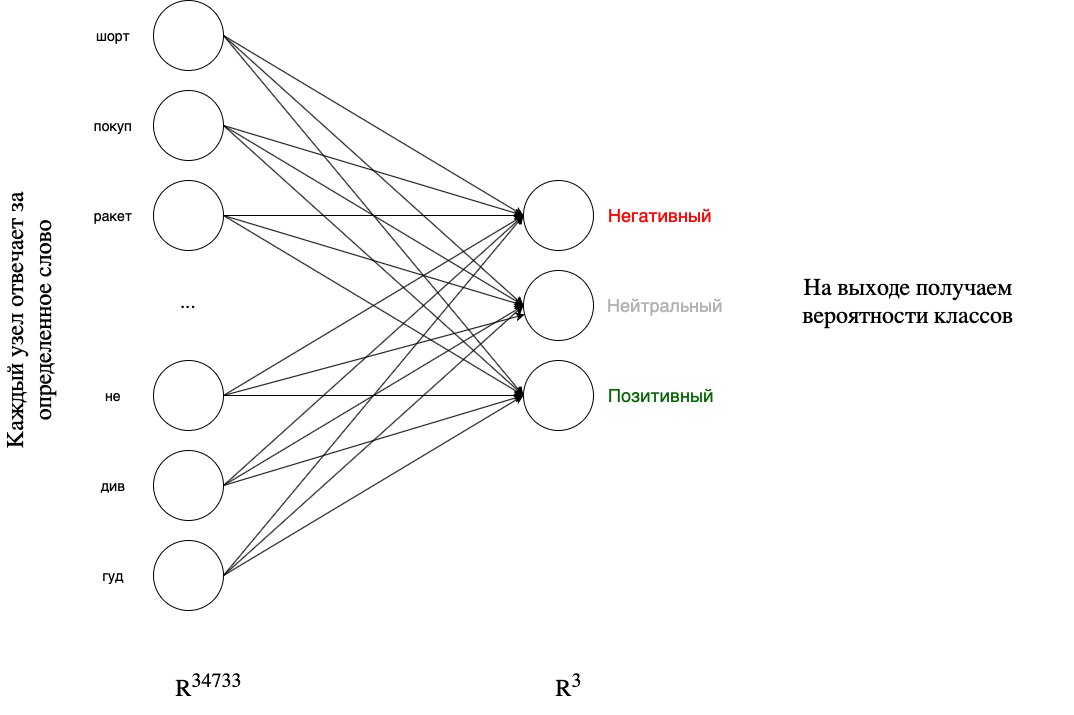 Каждый узел отвечает за
определенное слово
шорт
покуп
ракет
...
не
див
гуд
Негативный
Нейтральный
Позитивный
На выходе получаем
вероятности классов
R^34733
R^3